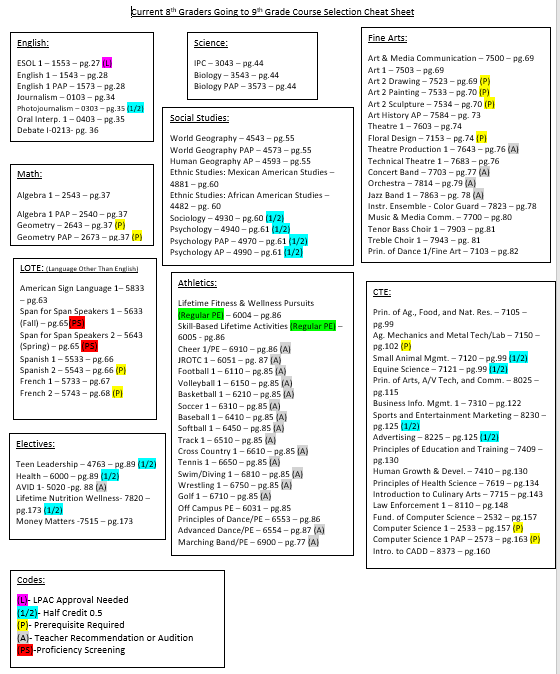 Current 8th Graders Going to 9th Grade Course Selection Cheat Sheet
English:
ESOL 1 – 1553 – pg.27 (L)
English 1 – 1543 – pg.28
English 1 PAP – 1573 – pg.28
Journalism – 0103 – pg.34
Photojournalism – 0303 – pg.35 (1/2)
Oral Interp. 1 – 0403 – pg.35
Debate I-0213- pg. 36
Math:
Algebra 1 – 2543 – pg.37
Algebra 1 PAP – 2540 – pg.37
Geometry – 2643 – pg.37 (P)
Geometry PAP – 2673 – pg.37 (P)
LOTE: (Language Other Than English)
American Sign Language 1- 5833
– pg.63
Span for Span Speakers 1 – 5633
(Fall) – pg.65(PS)
Span for Span Speakers 2 – 5643
(Spring) – pg.65 (PS)
Spanish 1 – 5533 – pg.66
Spanish 2 – 5543 – pg.66 (P)
French 1 – 5733 – pg.67
French 2 – 5743 – pg.68 (P)
Electives:
Teen Leadership – 4763 – pg.89 (1/2)
Health – 6000 – pg.89 (1/2)
AVID 1- 5020 -pg. 88 (A)
Lifetime Nutrition Wellness- 7820 –
pg.173 (1/2)
Money Matters -7515 – pg.173
Codes:
(L)- LPAC Approval Needed
(1/2)- Half Credit 0.5
(P)- Prerequisite Required
(A)- Teacher Recommendation or Audition
(PS)-Proficiency Screening
Science:
IPC – 3043 – pg.44
Biology – 3543 – pg.44
Biology PAP – 3573 – pg.44
Social Studies:
World Geography – 4543 – pg.55
World Geography PAP – 4573 – pg.55
Human Geography AP – 4593 – pg.55
Ethnic Studies: Mexican American Studies –
4881 – pg.60
Ethnic Studies: African American Studies –
4482 – pg. 60
Sociology – 4930 – pg.60 (1/2)
Psychology – 4940 – pg.61 (1/2)
Psychology PAP – 4970 – pg.61 (1/2)
Psychology AP – 4990 – pg.61 (1/2)
Athletics:
Lifetime Fitness & Wellness Pursuits
(Regular PE) – 6004 – pg.86
Skill-Based Lifetime Activities (Regular PE) –
6005 - pg.86
Cheer 1/PE – 6910 – pg.86 (A)
JROTC 1 – 6051 – pg.87 (A)
Football 1 – 6110 – pg.85 (A)
Volleyball 1 – 6150 – pg.85 (A)
Basketball 1 – 6210 – pg.85 (A)
Soccer 1 – 6310 – pg.85 (A)
Baseball 1 – 6410 – pg.85 (A)
Softball 1 – 6450 – pg.85 (A)
Track 1 – 6510 – pg.85 (A)
Cross Country 1 – 6610 – pg.85 (A)
Tennis 1 – 6650 – pg.85 (A)
Swim/Diving 1 – 6810 – pg.85 (A)
Wrestling 1 – 6750 – pg.85 (A)
Golf 1 – 6710 – pg.85 (A)
Off Campus PE – 6031 – pg.85
Principles of Dance/PE – 6553 – pg.86
Advanced Dance/PE – 6554 – pg.87 (A)
Marching Band/PE – 6900 – pg.77 (A)
Fine Arts:
Art & Media Communication – 7500 – pg.69
Art 1 – 7503 – pg.69
Art 2 Drawing – 7523 – pg.69 (P)
Art 2 Painting – 7533 – pg.70 (P)
Art 2 Sculpture – 7534 – pg.70 (P)
Art History AP – 7584 – pg.73
Theatre 1 – 7603 – pg.74
Floral Design – 7153 – pg.74 (P)
Theatre Production 1 – 7643 – pg.76 (A)
Technical Theatre 1 – 7683 – pg.76
Concert Band – 7703 – pg.77 (A)
Orchestra – 7814 – pg.79 (A)
Jazz Band 1 – 7863 – pg. 78 (A)
Instr. Ensemble - Color Guard – 7823 – pg.78
Music & Media Comm. – 7700 – pg.80
Tenor Bass Choir 1 – 7903 – pg.81
Treble Choir 1 – 7943 – pg. 81
Prin. of Dance 1/Fine Art – 7103 – pg.82
CTE:
Prin. of Ag., Food, and Nat. Res. – 7105 –
pg.99
Ag. Mechanics and Metal Tech/Lab – 7150 –
pg.102 (P)
Small Animal Mgmt. – 7120 – pg.99 (1/2)
Equine Science – 7121 – pg.99 (1/2)
Prin. of Arts, A/V Tech, and Comm. – 8025 –
pg.115
Business Info. Mgmt. 1 – 7310 – pg.122
Sports and Entertainment Marketing – 8230 –
pg.125 (1/2)
Advertising – 8225 – pg.125 (1/2)
Principles of Education and Training – 7409 –
pg.130
Human Growth & Devel. – 7410 – pg.130
Principles of Health Science – 7619 – pg.134
Introduction to Culinary Arts – 7715 – pg.143
Law Enforcement 1 – 8110 – pg.148
Fund. of Computer Science – 2532 – pg.157
Computer Science 1 – 2533 – pg.157 (P)
Computer Science 1 PAP – 2573 – pg.163 (P)
Intro. to CADD – 8373 – pg.160